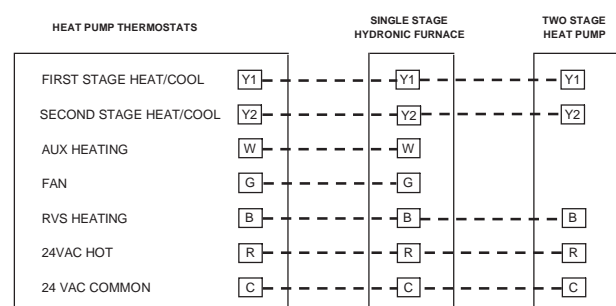 HEAT PUMP THERMOSTATS
SINGLE STAGE
HYDRONIC FURNACE
TWO STAGE
HEAT PUMP
FIRST STAGE HEAT/COOL Y1 Y1 Y1
SECOND STAGE HEAT/COOL Y2 Y2 Y2
AUX HEATING W W
FAN G G
RVS HEATING B B B
24VAC HOT R R R
24 VAC COMMON C C C